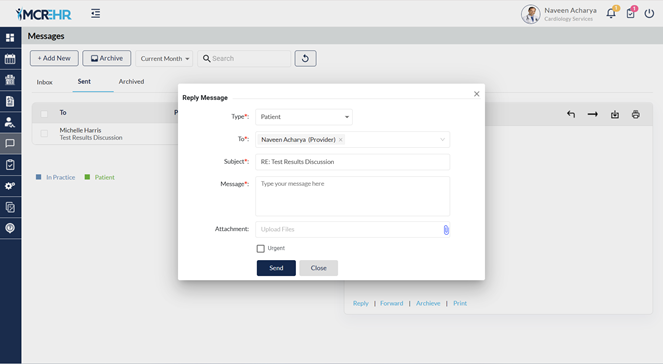 MCREHR
Naveen Acharya
Cardiology Services
Messages
+ Add New
Archive
Current Month
Search
Inbox
Sent
Archived
To
P
Michelle Harris
Test Results Discussion
In Practice
Patient
Reply Message
Type*:
Patient
To*:
Naveen Acharya (Provider)
Subject*:
RE: Test Results Discussion
Message*:
Type your message here
Attachment:
Upload Files
Urgent
Send
Close
Reply | Forward | Archieve | Print